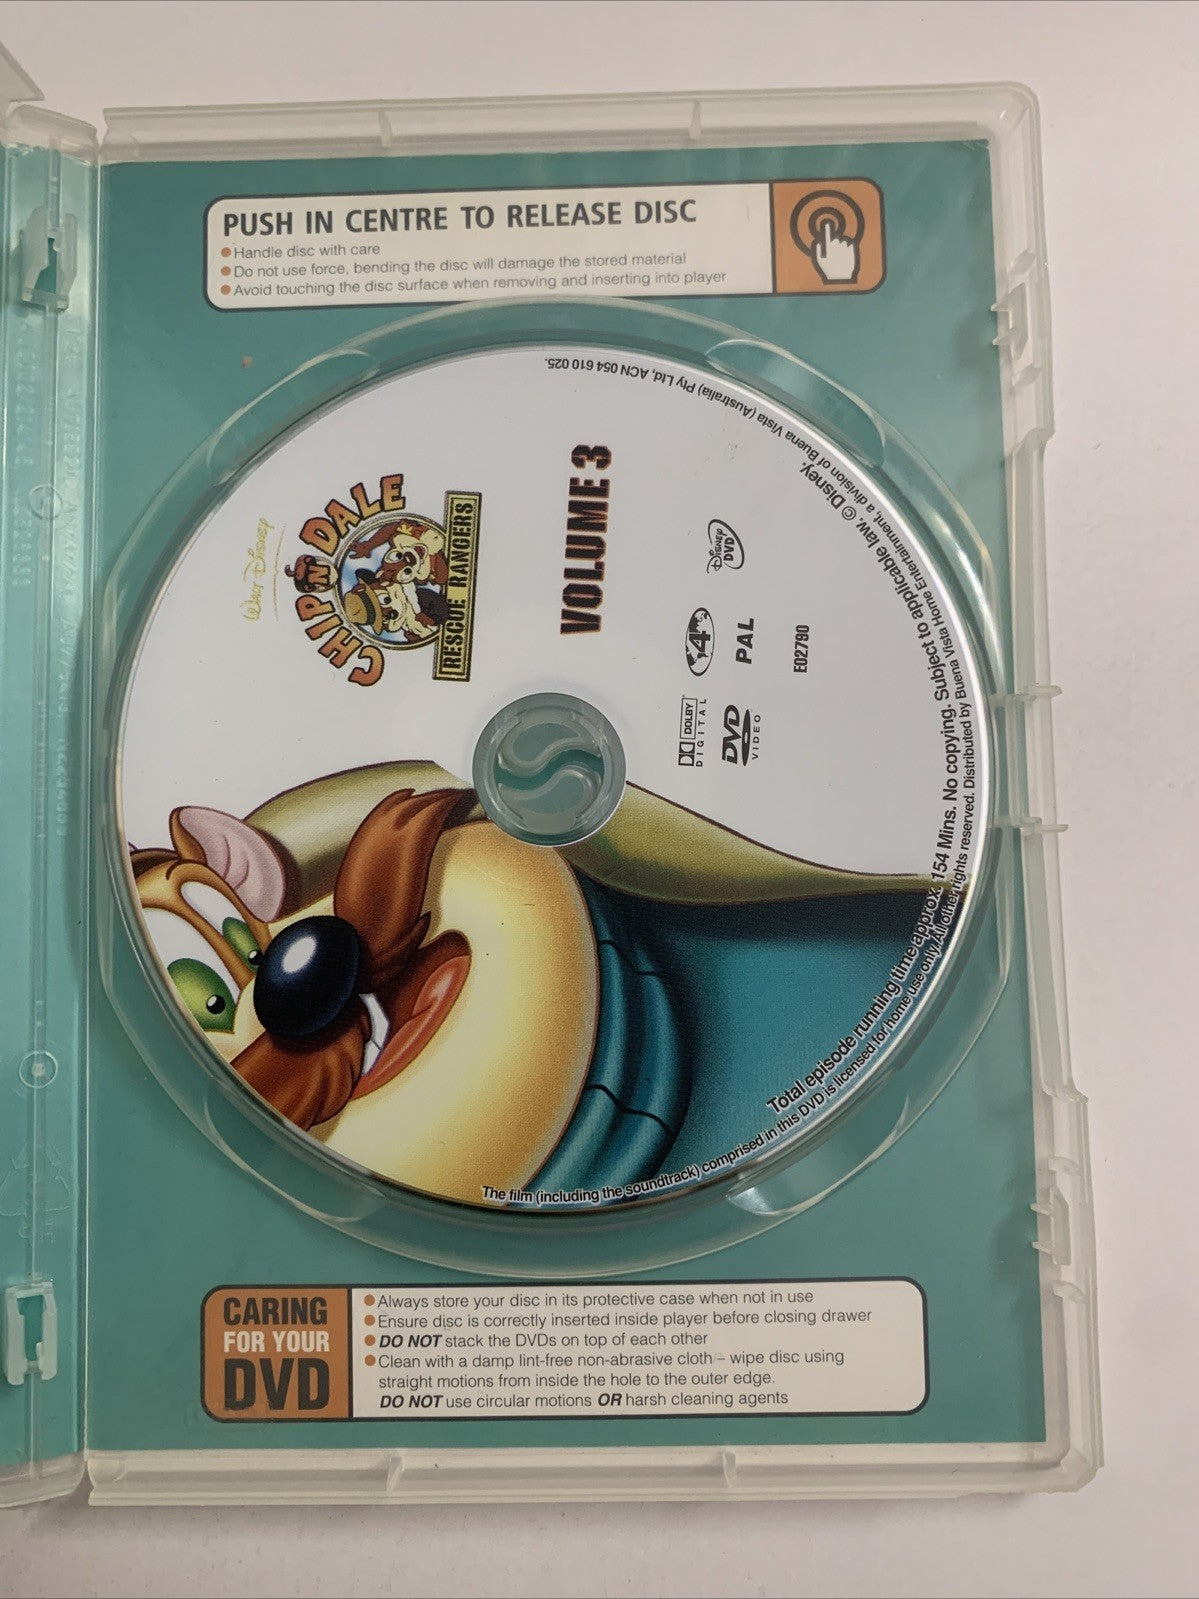 PUSH IN CENTRE TO RELEASE DISC
Handle disc with care
Do not use force, bending the disc will damage the stored material
Avoid touching the disc surface when removing and inserting into player
WALT DISNEY
CHIP 'N' DALE
RESCUE RANGERS
VOLUME 3
DISNEY
DVD
4
PAL
E02790
DOLBY
DIGITAL
DVD
VIDEO
Total episode running time approx. 154 Mins. No copying. Subject to applicable law. © Disney.
The film (including the soundtrack) comprised in this DVD is licensed for home use only. All other rights reserved. Distributed by Buena Vista Home Entertainment, a division of Buena Vista (Australia) Pty Ltd, ACN 054 610 025.
CARING
FOR YOUR
DVD
Always store your disc in its protective case when not in use
Ensure disc is correctly inserted inside player before closing drawer
DO NOT stack the DVDs on top of each other
Clean with a damp lint-free non-abrasive cloth – wipe disc using
straight motions from inside the hole to the outer edge.
DO NOT use circular motions OR harsh cleaning agents